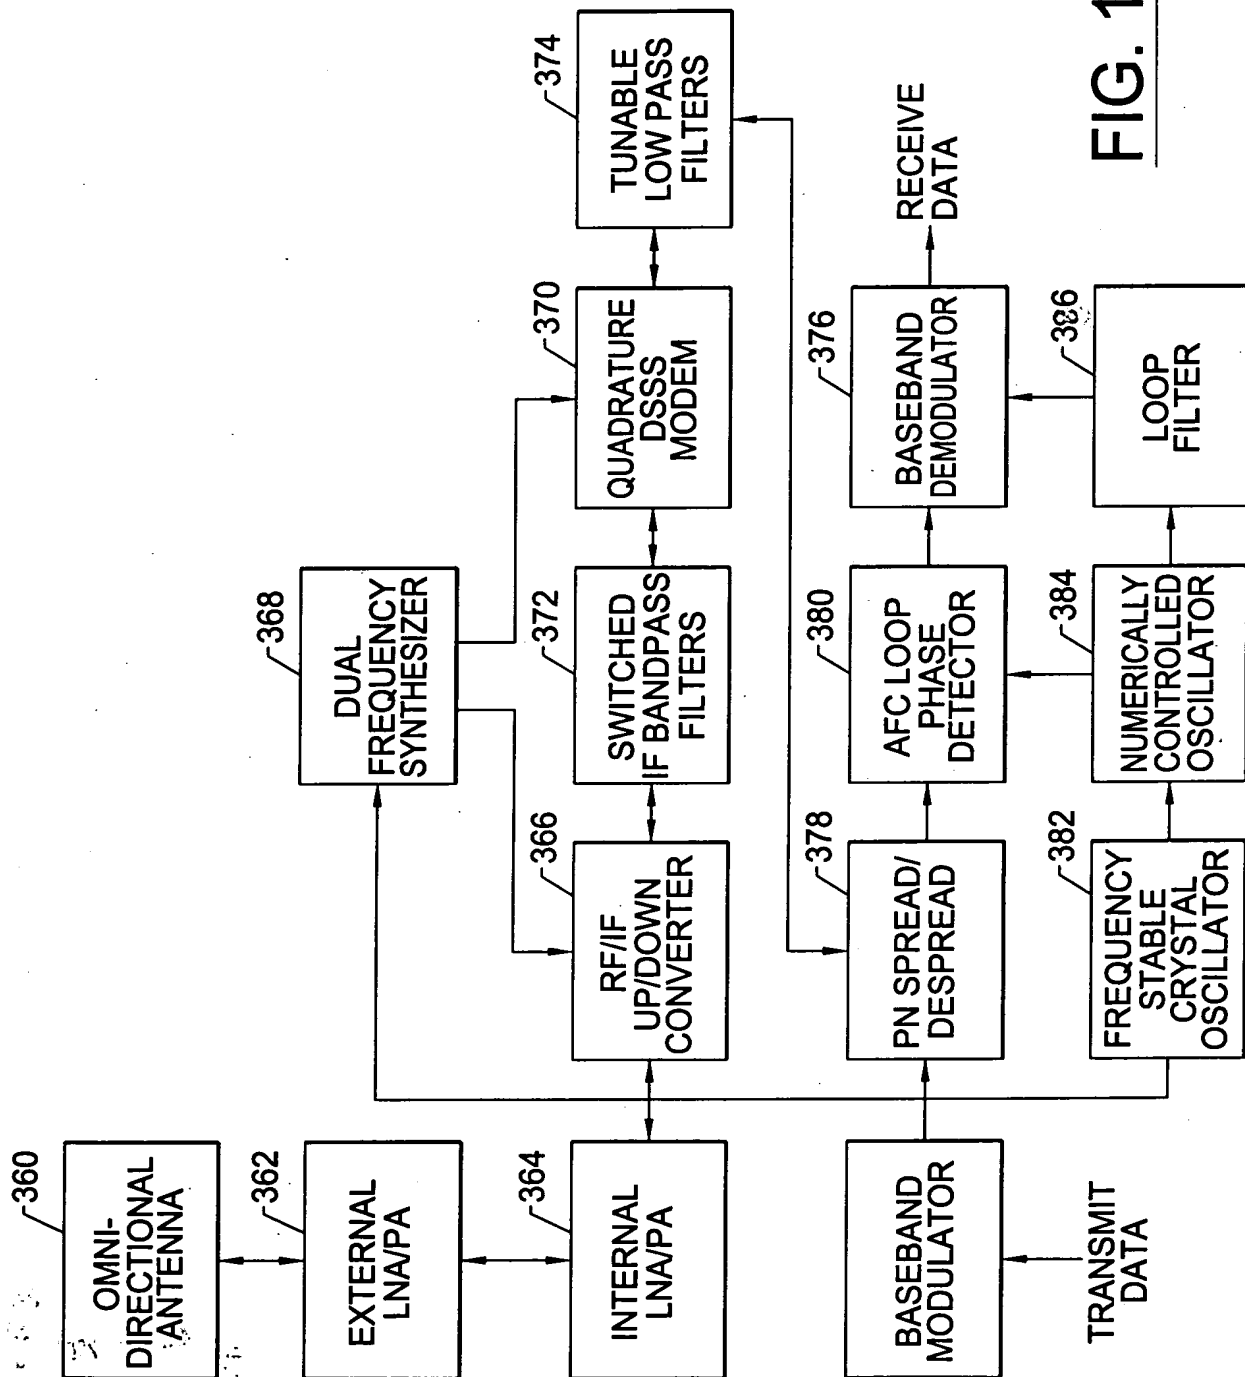 360
OMNI-
DIRECTIONAL
ANTENNA
362
EXTERNAL
LNA/PA
364
INTERNAL
LNA/PA
366
RF/IF
UP/DOWN
CONVERTER
368
DUAL
FREQUENCY
SYNTHESIZER
372
SWITCHED
IF BANDPASS
FILTERS
370
QUADRATURE
DSSS
MODEM
374
TUNABLE
LOW PASS
FILTERS
BASEBAND
MODULATOR
TRANSMIT
DATA
378
PN SPREAD/
DESPREAD
380
AFC LOOP
PHASE
DETECTOR
376
BASEBAND
DEMODULATOR
RECEIVE
DATA
382
FREQUENCY
STABLE
CRYSTAL
OSCILLATOR
384
NUMERICALLY
CONTROLLED
OSCILLATOR
386
LOOP
FILTER
FIG. 1